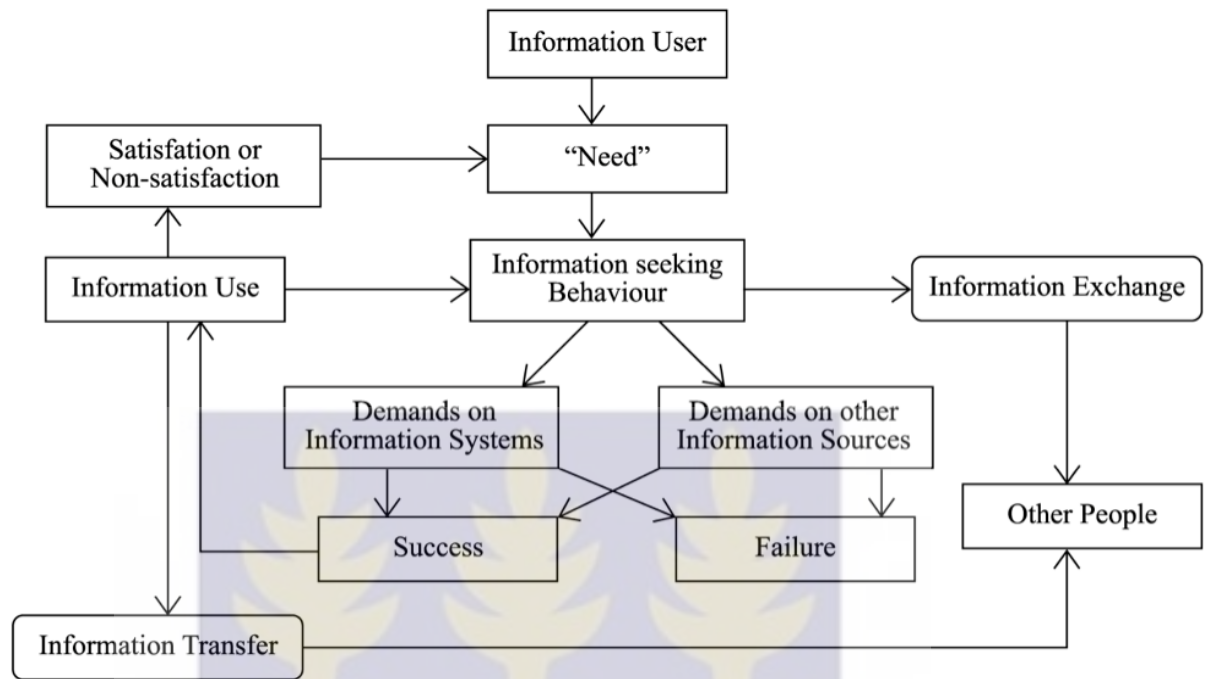 Information User
Satisfation or
Non-satisfaction
“Need”
Information Use
Information seeking
Behaviour
Information Exchange
Demands on
Information Systems
Demands on other
Information Sources
Success
Failure
Other People
Information Transfer